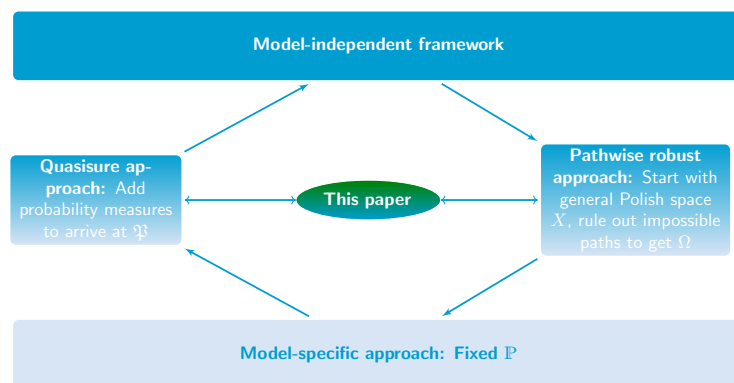 Model-independent framework
Quasisure ap-
proach: Add
probability measures
to arrive at 𝔓
This paper
Pathwise robust
approach: Start with
general Polish space
X, rule out impossible
paths to get Ω
Model-specific approach: Fixed ℙ